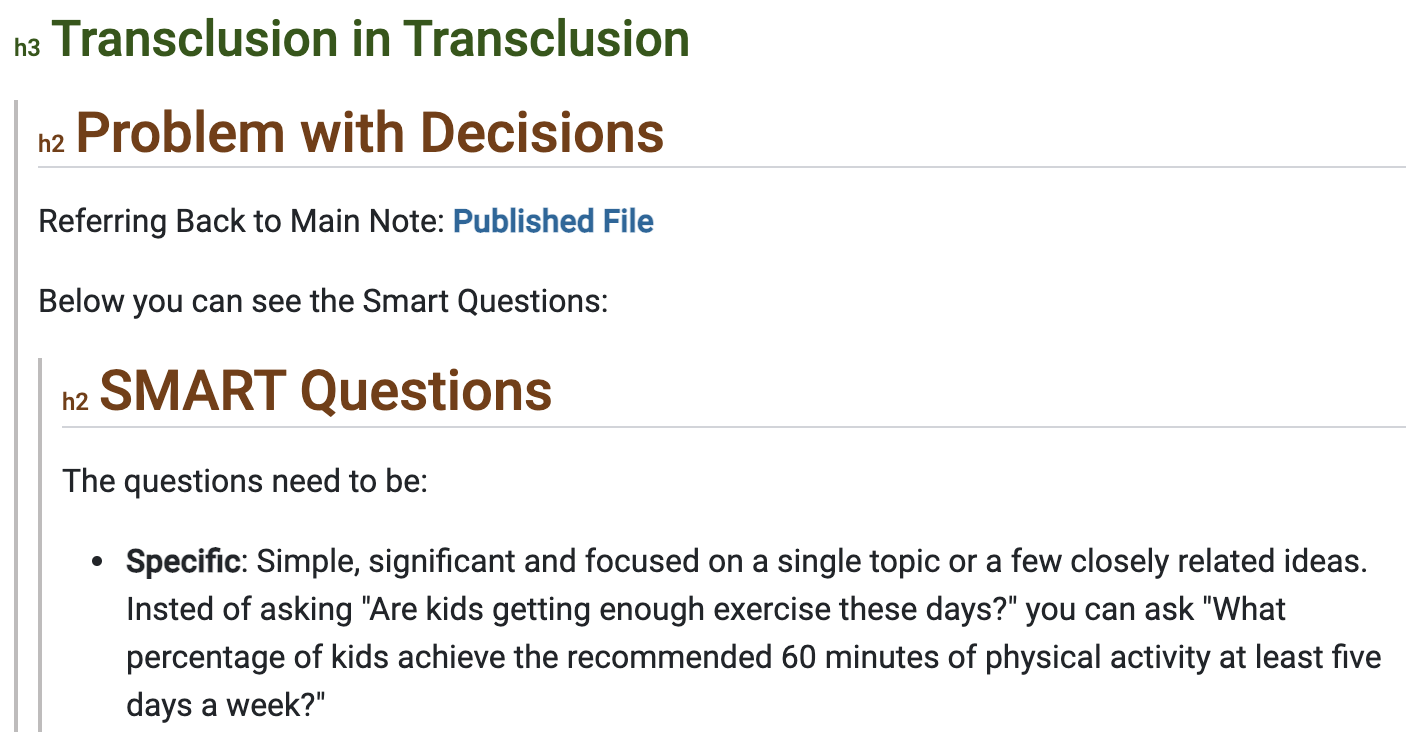 h3 Transclusion in Transclusion
h2 Problem with Decisions
Referring Back to Main Note: Published File
Below you can see the Smart Questions:
h2 SMART Questions
The questions need to be:
• Specific: Simple, significant and focused on a single topic or a few closely related ideas.
Insted of asking "Are kids getting enough exercise these days?" you can ask "What
percentage of kids achieve the recommended 60 minutes of physical activity at least five
days a week?"